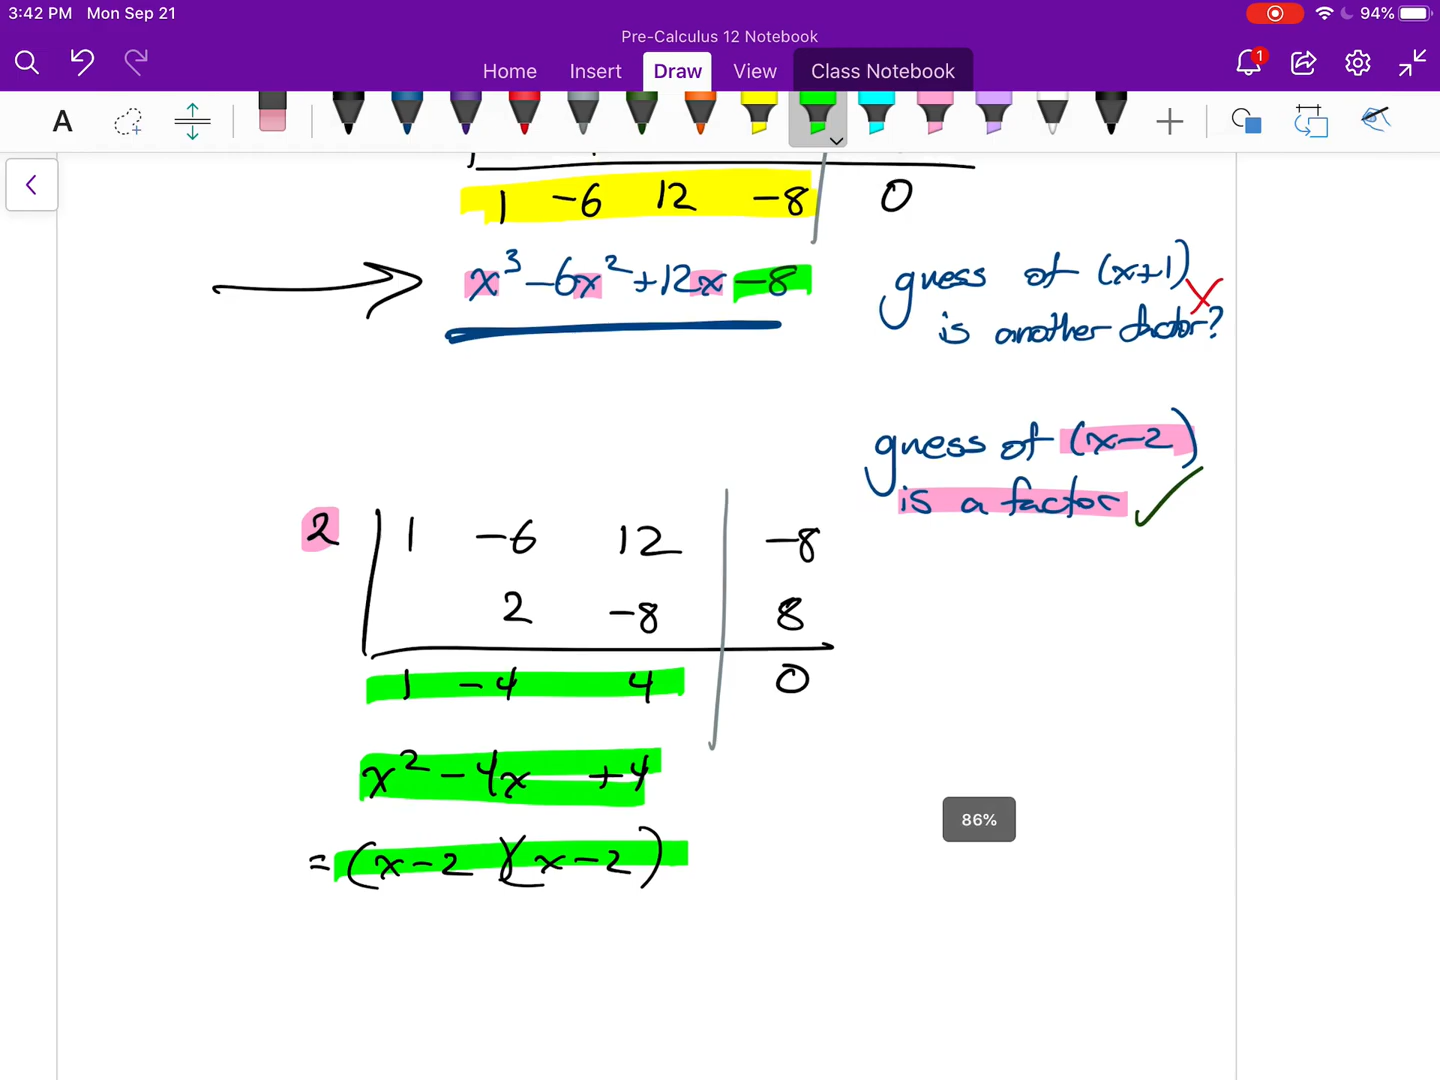 3:42 PM Mon Sep 21
94%
Pre-Calculus 12 Notebook
Home Insert Draw View Class Notebook
1
A
1 -6 12 -8 0
x³ -6x² +12x -8
guess of (x+1)
is another factor?
guess of (x-2)
is a factor ✓
2 1 -6 12 -8
2 -8 8
1 -4 4 0
x² - 4x +4
= (x-2)(x-2)
86%